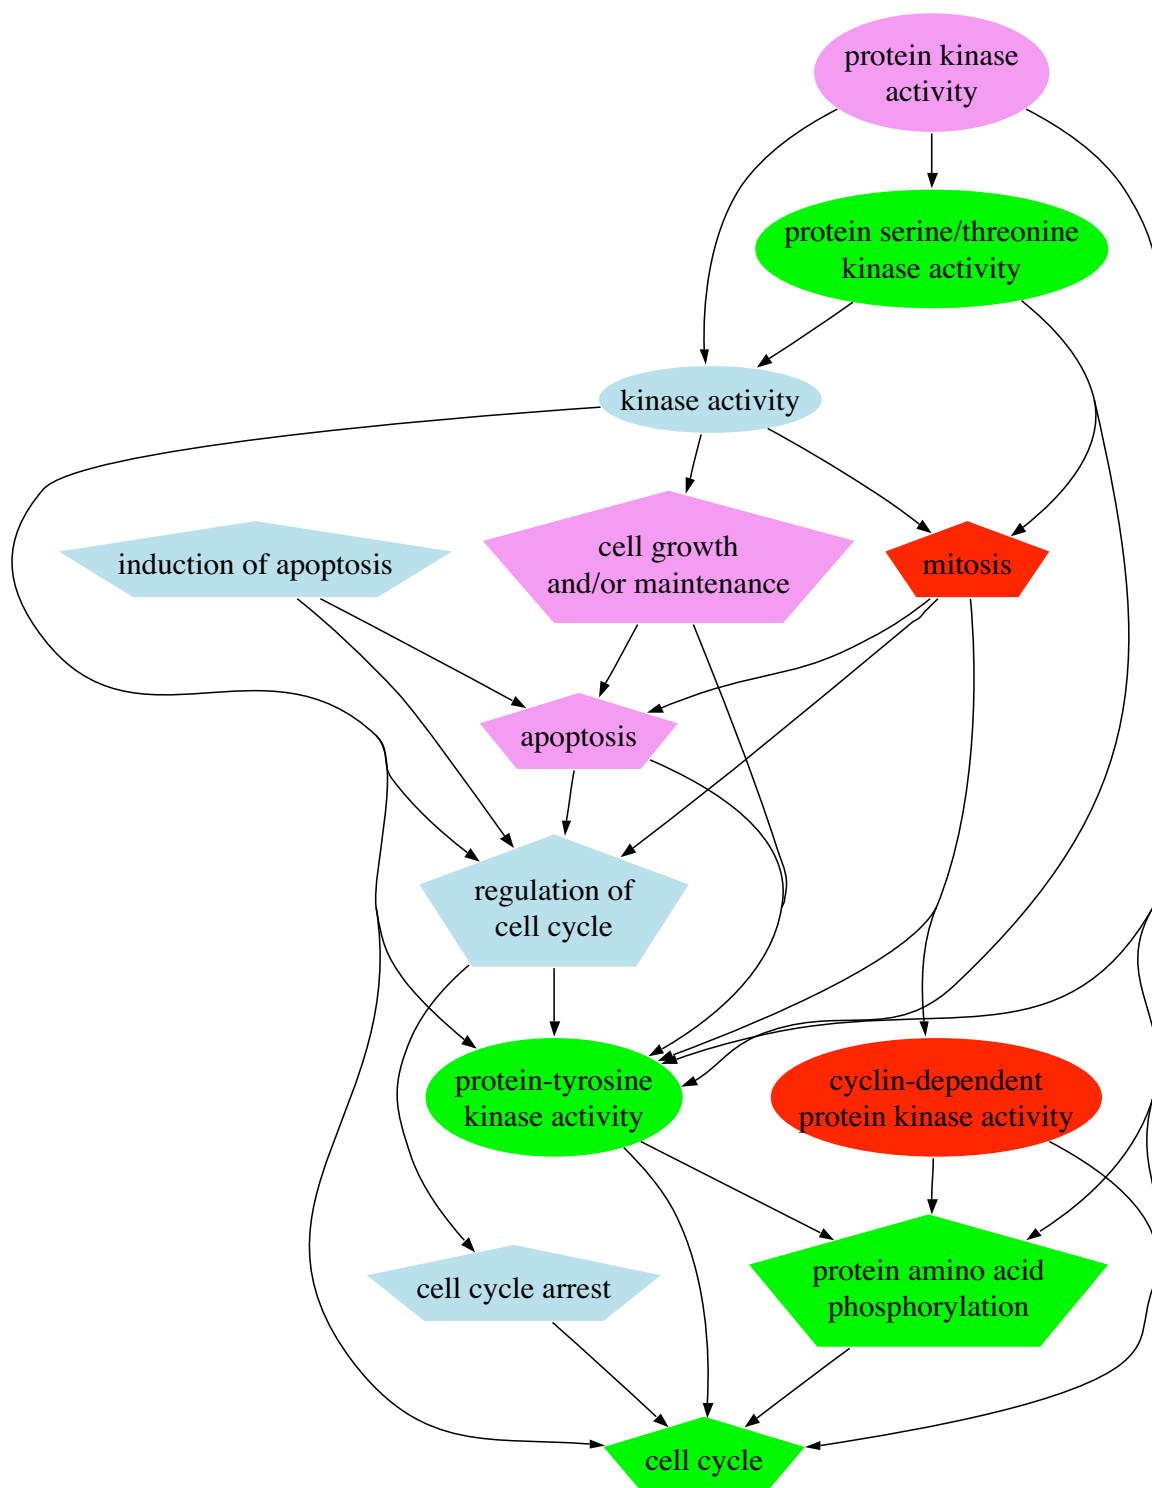 protein kinase
activity
protein serine/threonine
kinase activity
kinase activity
induction of apoptosis
cell growth
and/or maintenance
mitosis
apoptosis
regulation of
cell cycle
protein-tyrosine
kinase activity
cyclin-dependent
protein kinase activity
cell cycle arrest
protein amino acid
phosphorylation
cell cycle